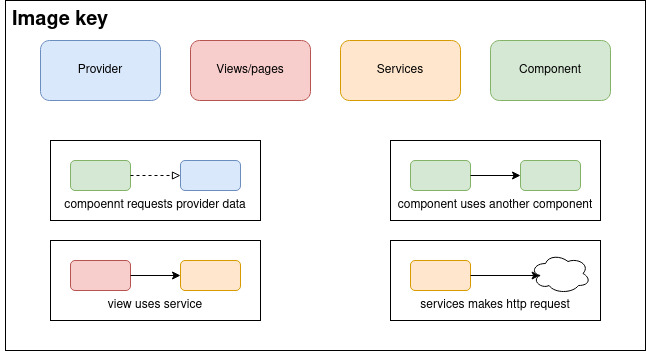 Image key
Provider
Views/pages
Services
Component
compoennt requests provider data
component uses another component
view uses service
services makes http request